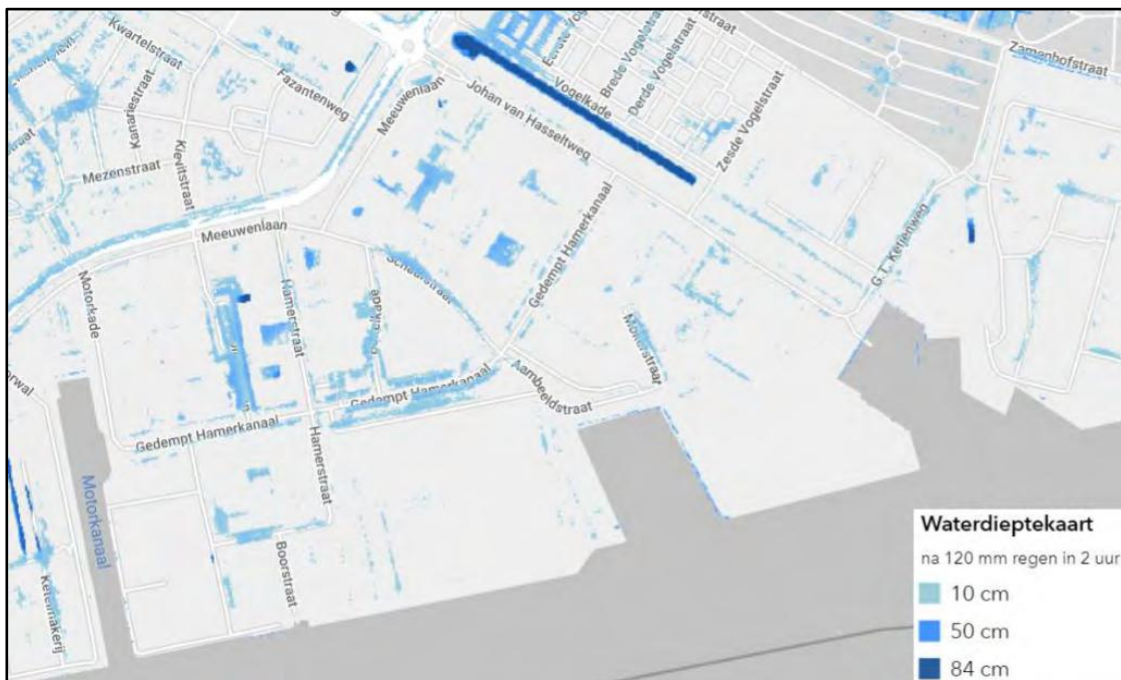 Kwartelstraat
Fazantenweg
Kanariestraat
Kievitstraat
Mezenstraat
Meeuwenlaan
Johan van Hasseltweg
Vogelkade
Brede Vogelstraat
Derde Vogelstraat
Zesde Vogelstraat
Zamenhofstraat
G.T. Ketjenweg
Meeuwenlaan
Motorkade
Hamerstraat
Gedempt Hamerkanaal
Gedempt Hamerkanaal
Aambeeldstraat
Gedempt Hamerkanaal
Hamerstraat
Motorkanaal
Boorstraat
Ketelmakerij
Waterdieptekaart
na 120 mm regen in 2 uur
10 cm
50 cm
84 cm